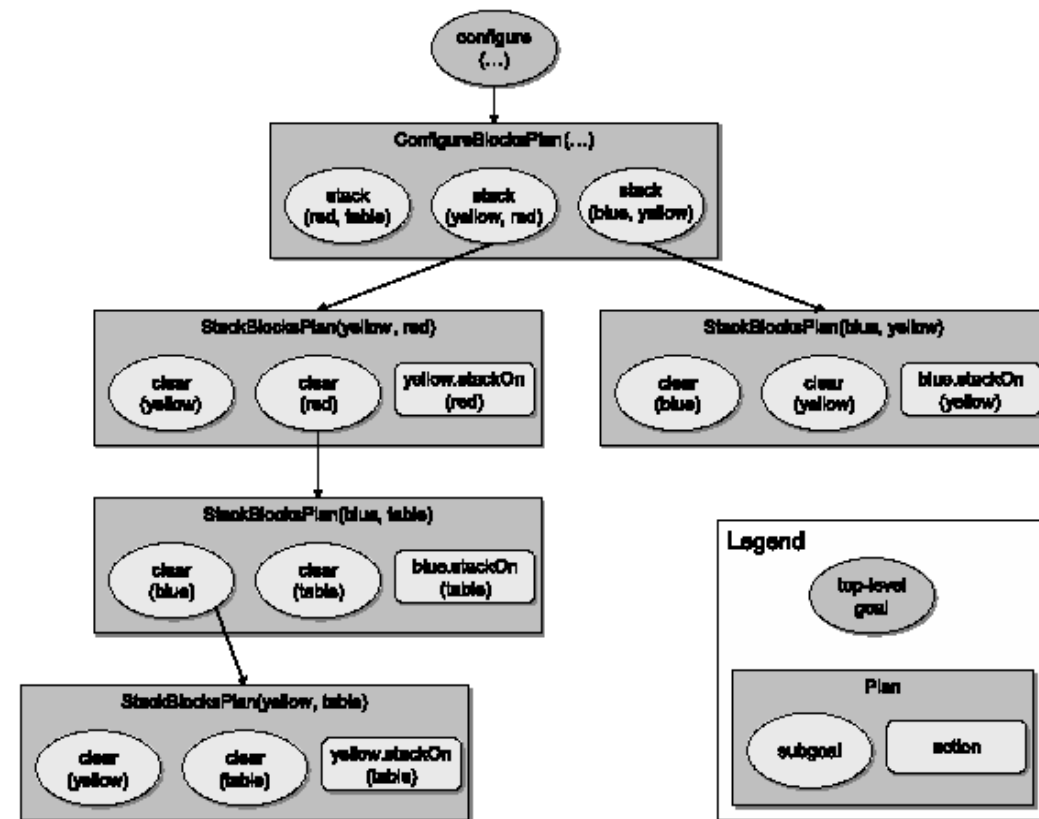 configure
(...)
ConfigureBlocksPlan(...)
stack
(red, table)
stack
(yellow, red)
stack
(blue, yellow)
StackBlocksPlan(yellow, red)
clear
(yellow)
clear
(red)
yellow.stackOn
(red)
StackBlocksPlan(blue, yellow)
clear
(blue)
clear
(yellow)
blue.stackOn
(yellow)
StackBlocksPlan(blue, table)
clear
(blue)
clear
(table)
blue.stackOn
(table)
StackBlocksPlan(yellow, table)
clear
(yellow)
clear
(table)
yellow.stackOn
(table)
Legend
top-level
goal
Plan
subgoal
action